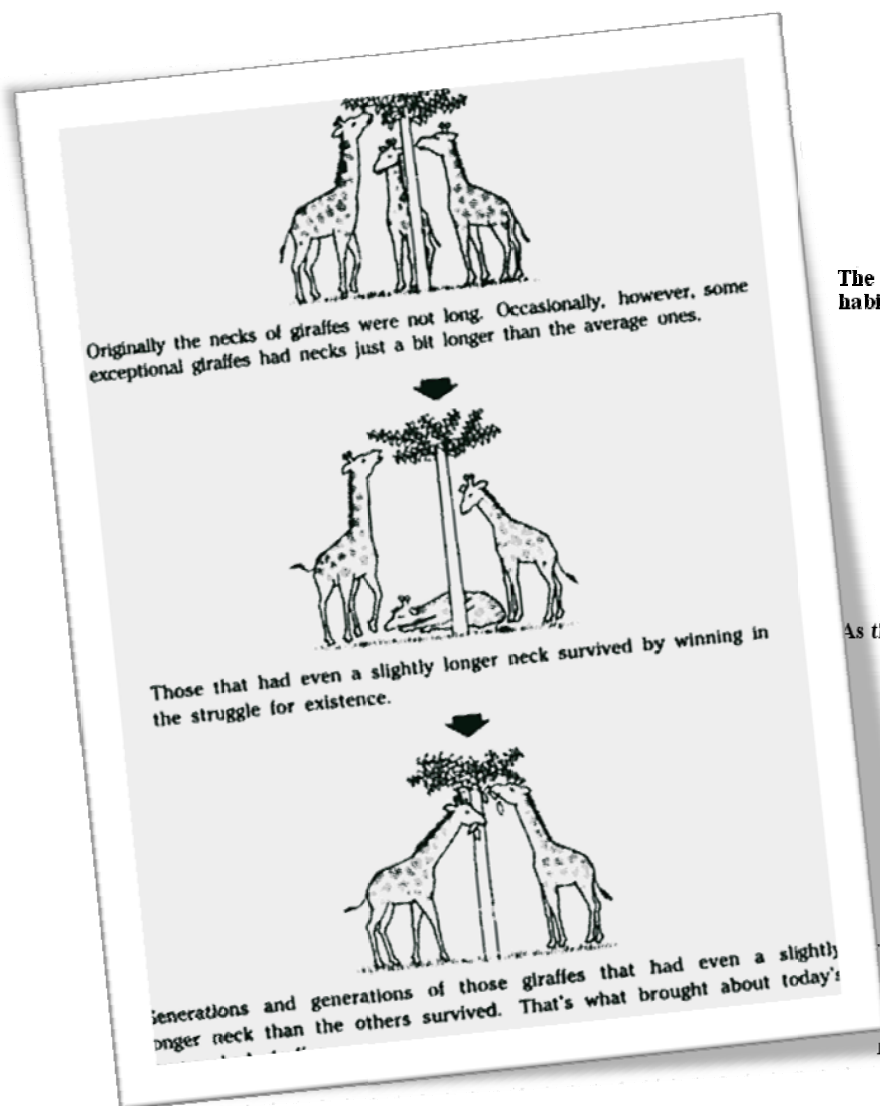 Originally the necks of giraffes were not long. Occasionally, however, some
exceptional giraffes had necks just a bit longer than the average ones.
The
habi
Those that had even a slightly longer neck survived by winning in
the struggle for existence.
As th
Generations and generations of those giraffes that had even a slightly
onger neck than the others survived. That's what brought about today's